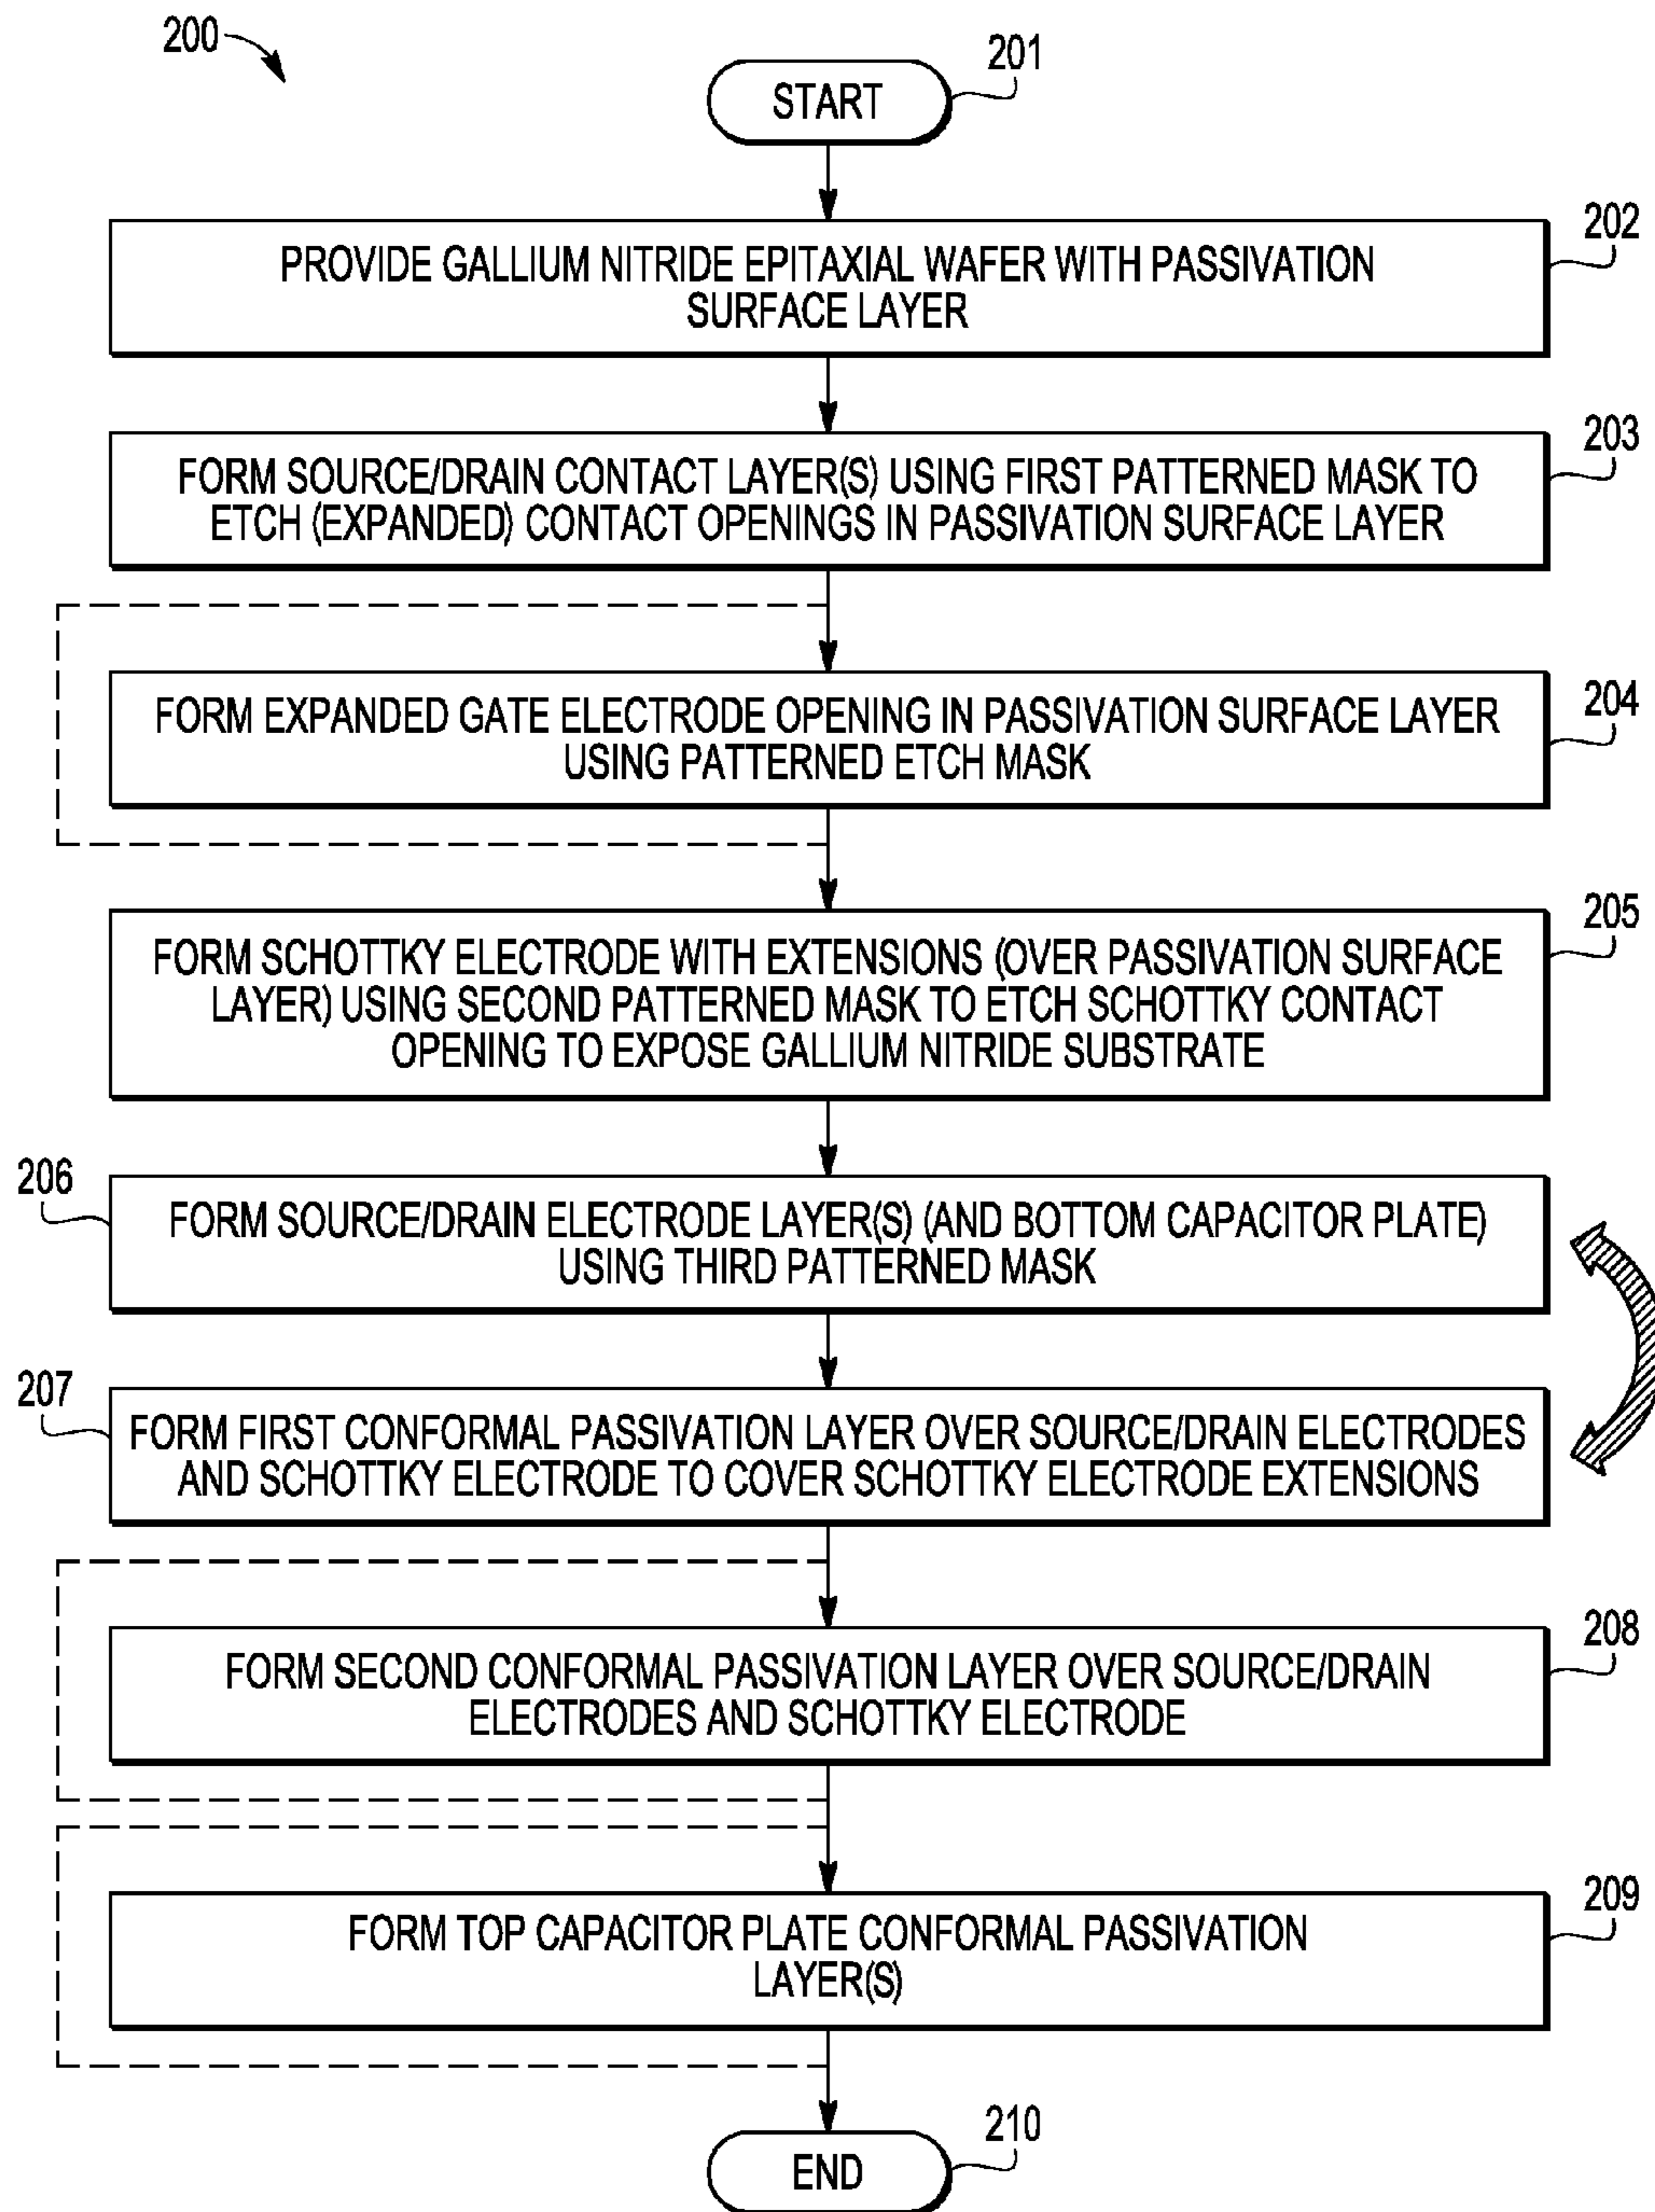 200
START
201
PROVIDE GALLIUM NITRIDE EPITAXIAL WAFER WITH PASSIVATION
SURFACE LAYER
202
FORM SOURCE/DRAIN CONTACT LAYER(S) USING FIRST PATTERNED MASK TO
ETCH (EXPANDED) CONTACT OPENINGS IN PASSIVATION SURFACE LAYER
203
FORM EXPANDED GATE ELECTRODE OPENING IN PASSIVATION SURFACE LAYER
USING PATTERNED ETCH MASK
204
FORM SCHOTTKY ELECTRODE WITH EXTENSIONS (OVER PASSIVATION SURFACE
LAYER) USING SECOND PATTERNED MASK TO ETCH SCHOTTKY CONTACT
OPENING TO EXPOSE GALLIUM NITRIDE SUBSTRATE
205
206
FORM SOURCE/DRAIN ELECTRODE LAYER(S) (AND BOTTOM CAPACITOR PLATE)
USING THIRD PATTERNED MASK
207
FORM FIRST CONFORMAL PASSIVATION LAYER OVER SOURCE/DRAIN ELECTRODES
AND SCHOTTKY ELECTRODE TO COVER SCHOTTKY ELECTRODE EXTENSIONS
FORM SECOND CONFORMAL PASSIVATION LAYER OVER SOURCE/DRAIN
ELECTRODES AND SCHOTTKY ELECTRODE
208
FORM TOP CAPACITOR PLATE CONFORMAL PASSIVATION
LAYER(S)
209
END
210